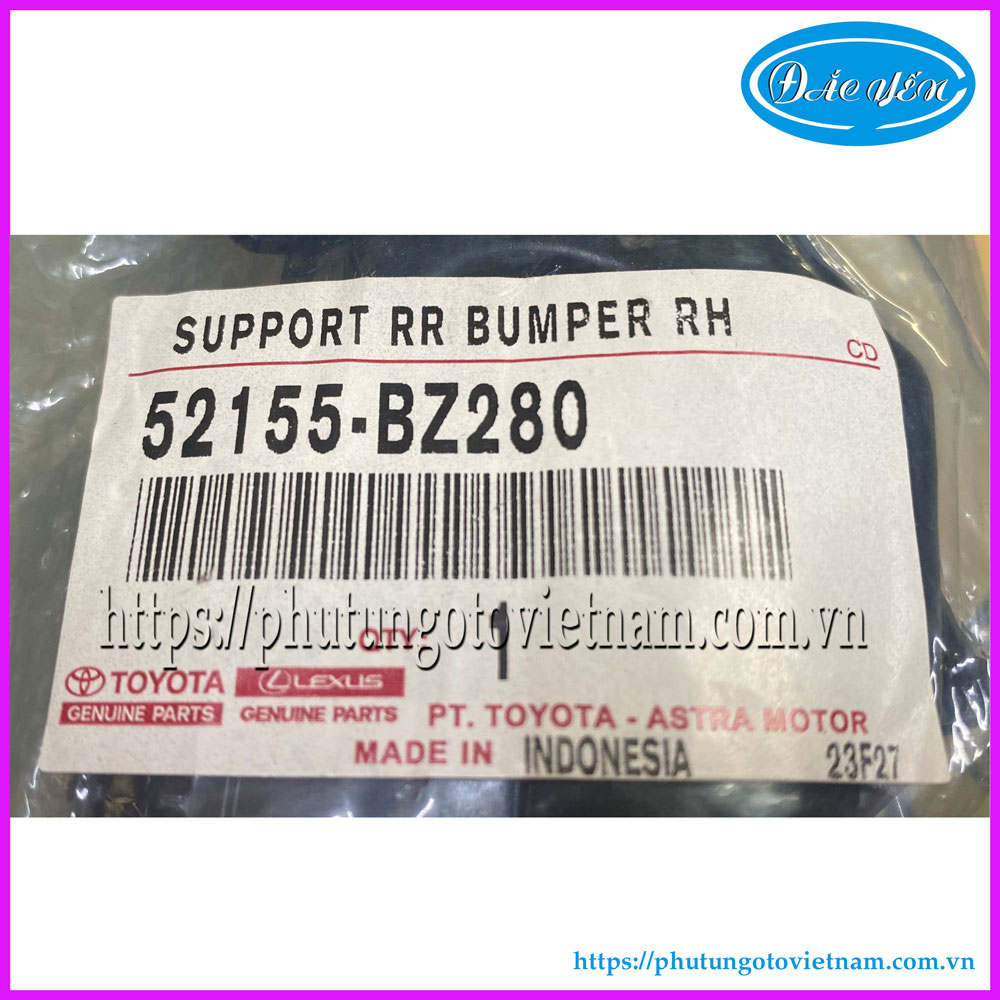 ĐẮC YẾN
SUPPORT RR BUMPER RH
CD
52155-BZ280
https://phutungotovietnam.com.vn
QTY: 1
TOYOTA LEXUS
GENUINE PARTS GENUINE PARTS PT. TOYOTA - ASTRA MOTOR
MADE IN INDONESIA 23F27
https://phutungotovietnam.com.vn